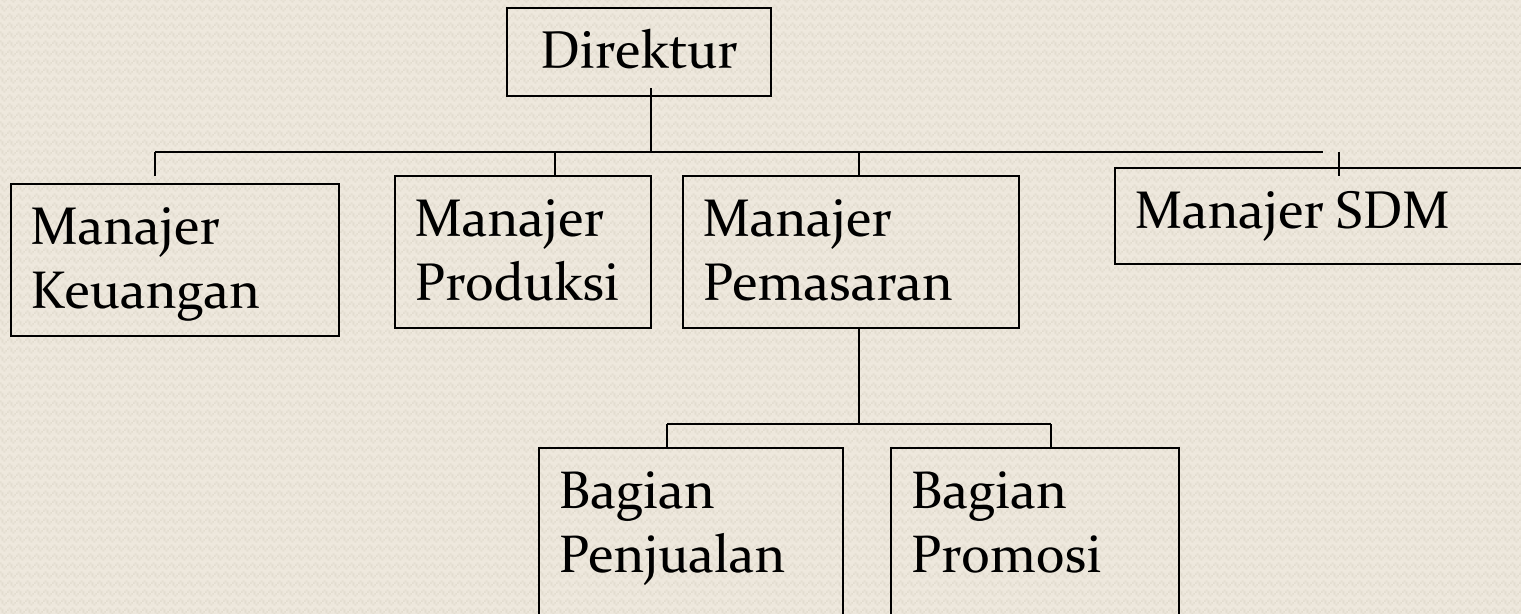 Direktur
Manajer
Keuangan
Manajer
Produksi
Manajer
Pemasaran
Manajer SDM
Bagian
Penjualan
Bagian
Promosi